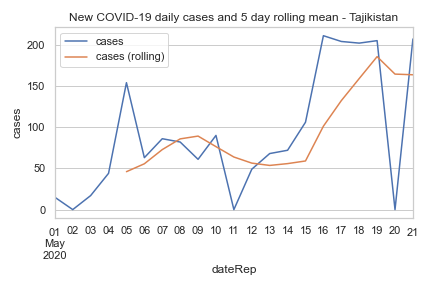 New COVID-19 daily cases and 5 day rolling mean - Tajikistan
cases
cases (rolling)
cases
200
150
100
50
0
01 02 03 04 05 06 07 08 09 10 11 12 13 14 15 16 17 18 19 20 21
May
2020
dateRep